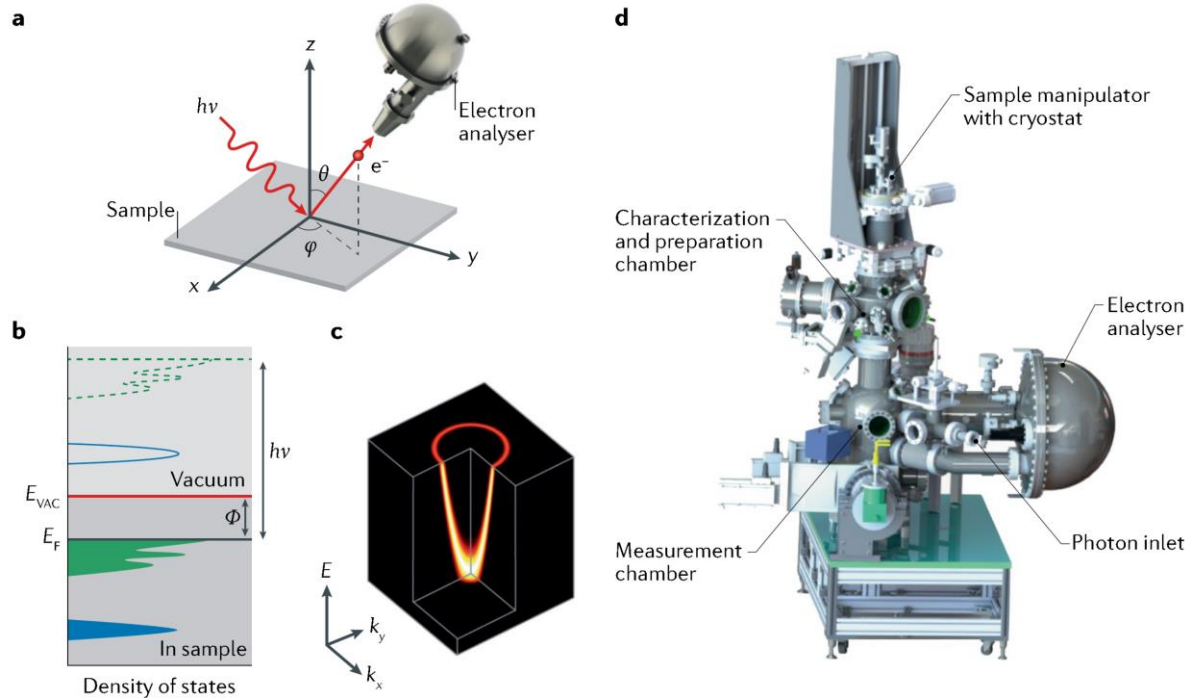 a
z
hν
Electron
analyser
θ
e⁻
Sample
φ
y
x
b
hν
Vacuum
E_VAC
Φ
E_F
In sample
Density of states
c
E
k_y
k_x
d
Sample manipulator
with cryostat
Characterization
and preparation
chamber
Electron
analyser
Measurement
chamber
Photon inlet